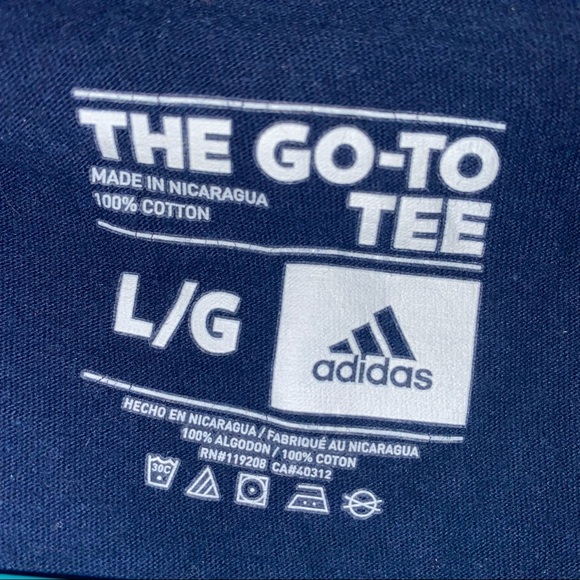 THE GO-TO
MADE IN NICARAGUA
100% COTTON
TEE
L/G
adidas
HECHO EN NICARAGUA / FABRIQUÉ AU NICARAGUA
100% ALGODON / 100% COTON
RN#119208 CA#40312
30C